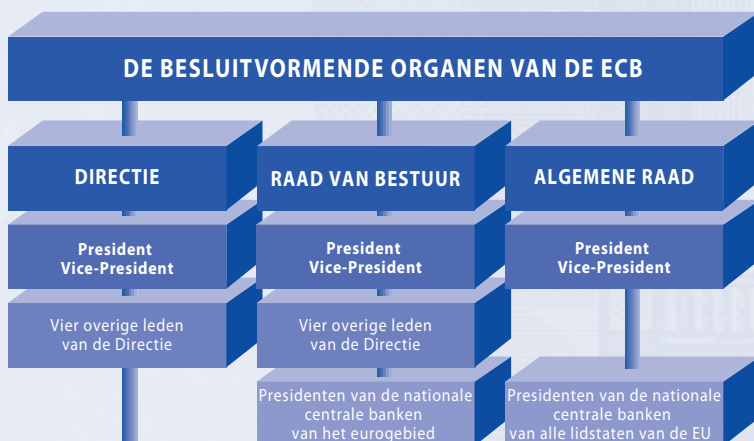 DE BESLUITVORMENDE ORGANEN VAN DE ECB
DIRECTIE
President
Vice-President
Vier overige leden
van de Directie
RAAD VAN BESTUUR
President
Vice-President
Vier overige leden
van de Directie
Presidenten van de nationale
centrale banken
van het eurogebied
ALGEMENE RAAD
President
Vice-President
Presidenten van de nationale
centrale banken
van alle lidstaten van de EU